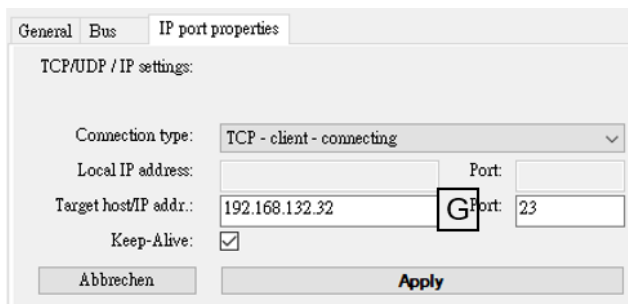 General Bus IP port properties
TCP/UDP / IP settings:
Connection type: TCP - client - connecting
Local IP address: Port:
Target host/IP addr.: 192.168.132.32 G Port: 23
Keep-Alive:
Abbrechen Apply